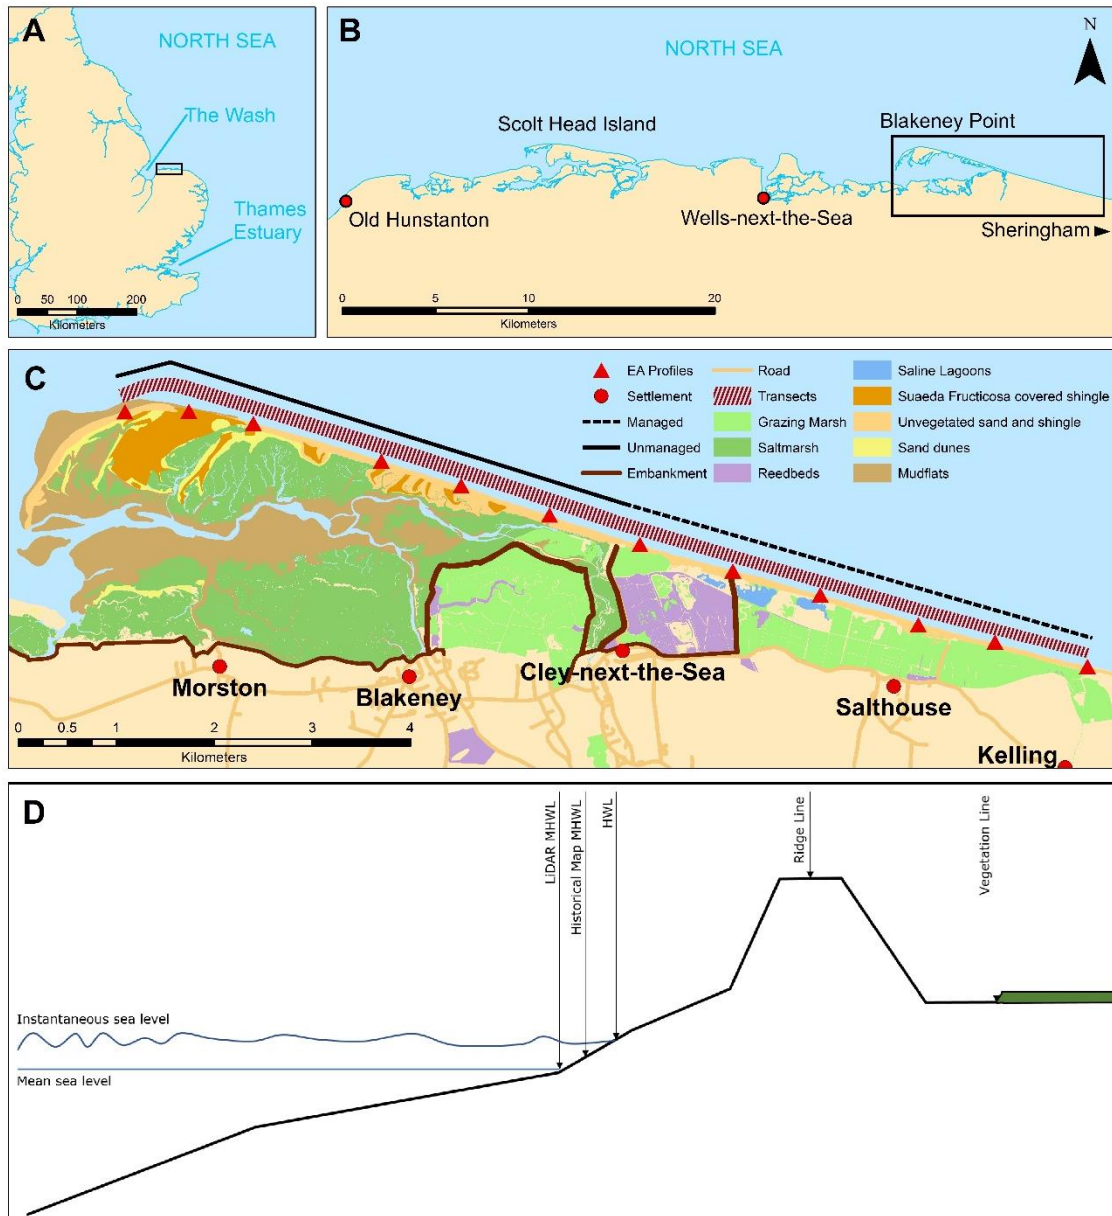 A
NORTH SEA
The Wash
Thames
Estuary
0 50 100 200
Kilometers
B
NORTH SEA
N
Scolt Head Island
Blakeney Point
Old Hunstanton
Wells-next-the-Sea
Sheringham
0 5 10 20
Kilometers
C
EA Profiles
Settlement
Managed
Unmanaged
Embankment
Road
Transects
Grazing Marsh
Saltmarsh
Reedbeds
Saline Lagoons
Suaeda Fructicosa covered shingle
Unvegetated sand and shingle
Sand dunes
Mudflats
Morston
Blakeney
Cley-next-the-Sea
Salthouse
Kelling
0 0.5 1 2 3 4
Kilometers
D
LiDAR MHWL
Historical Map MHWL
HWL
Ridge Line
Vegetation Line
Instantaneous sea level
Mean sea level